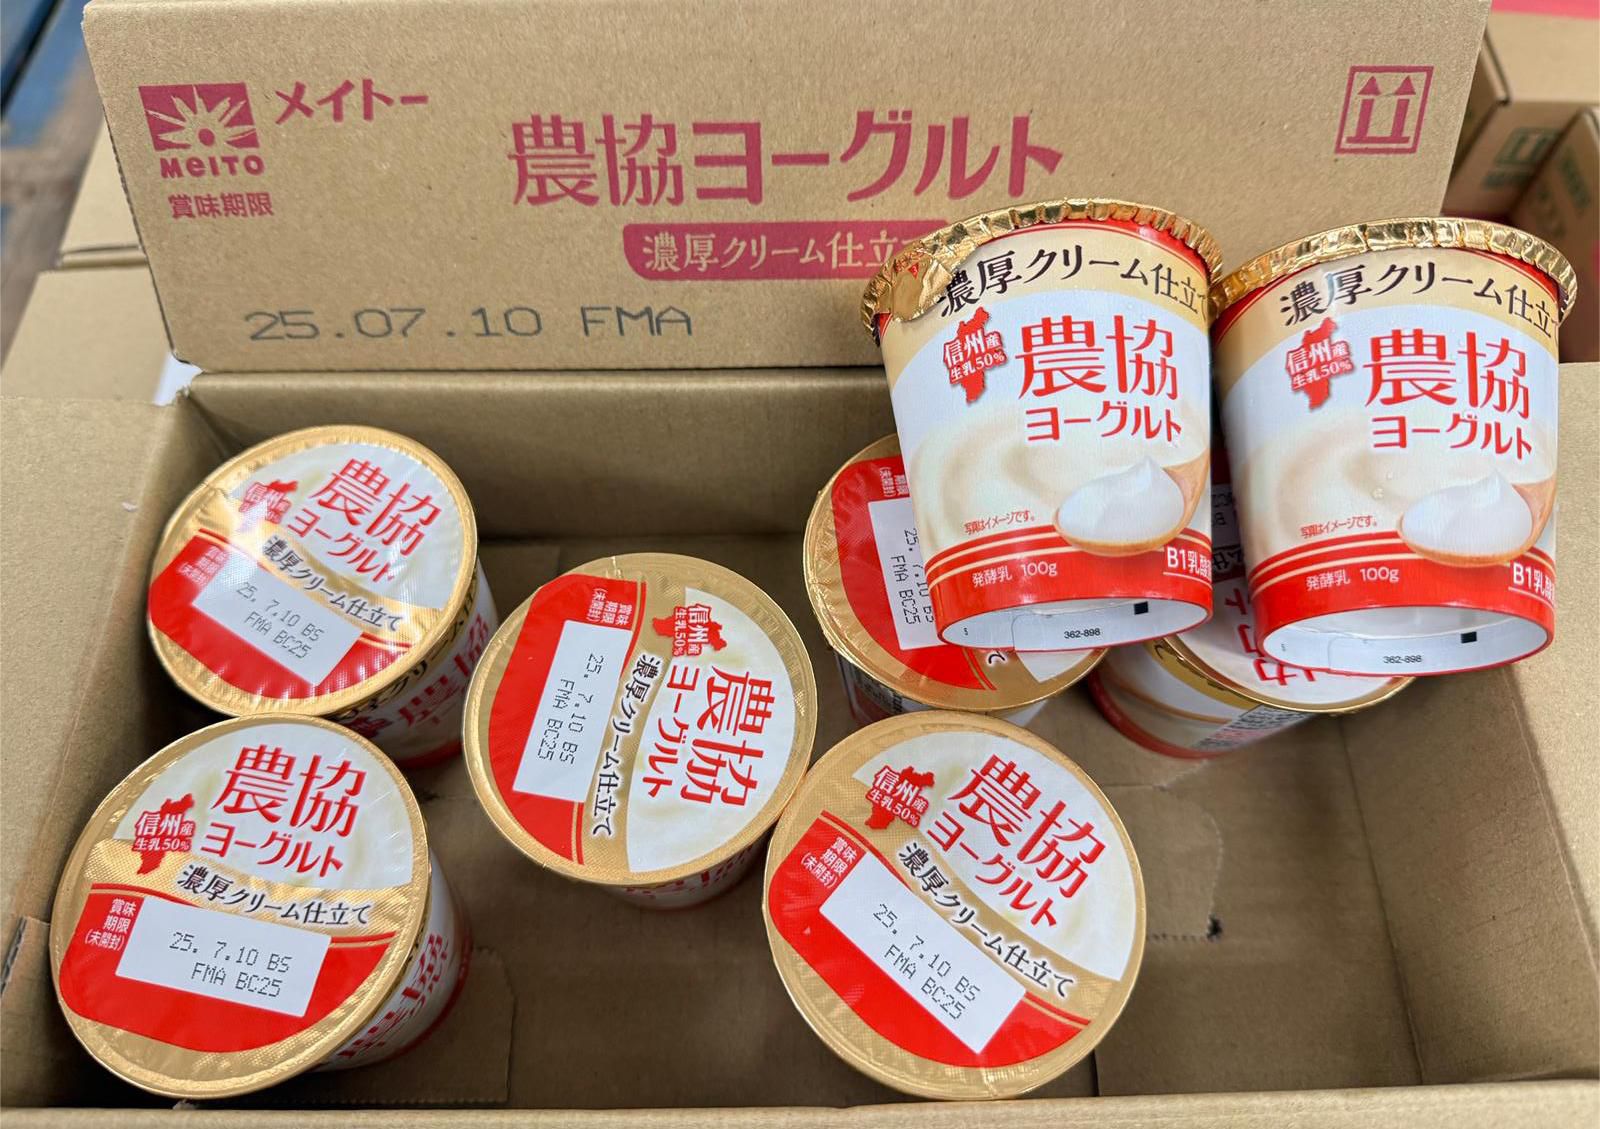 メイトー
MEITO
賞味期限
農協ヨーグルト
濃厚クリーム仕立
25.07.10 FMA
濃厚クリーム仕立て
信州産
生乳50%
農協
ヨーグルト
写真はイメージです。
発酵乳 100g
B1乳酸
362-898
濃厚クリーム仕立
信州産
生乳50%
農協
ヨーグルト
写真はイメージです。
発酵乳 100g
B1乳酸
362-898
農協
信州産
ヨーグルト
濃厚クリーム仕立て
賞味
期限
(未開封)
25. 7.10 BS
FMA BC25
信州産
生乳50%
農協
ヨーグルト
濃厚クリーム仕立て
賞味
期限
(未開封)
25. 7.10 BS
FMA BC25
期限
(未開封)
25. 7.10 BS
FMA BC25
農協
信州産
生乳50%
ヨーグルト
濃厚クリーム仕立て
賞味
期限
(未開封)
25. 7.10 BS
FMA BC25
農協
信州産
生乳50%
ヨーグルト
濃厚クリーム仕立て
賞味
期限
(未開封)
25. 7.10 BS
FMA BC25